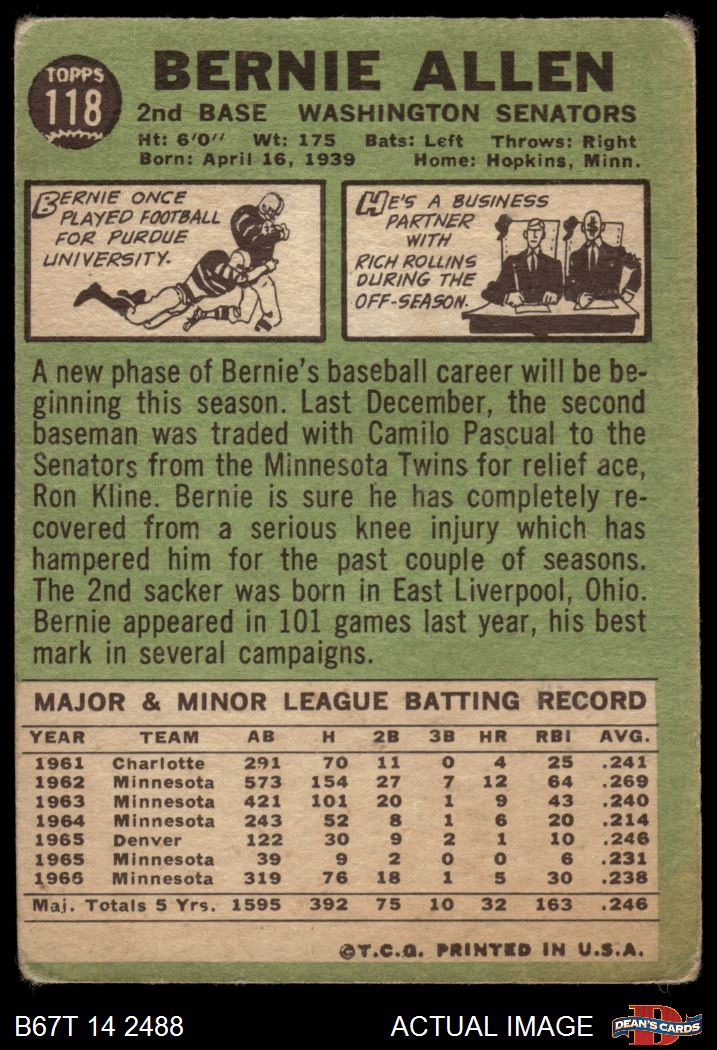 TOPPS
118
BERNIE ALLEN
2nd BASE WASHINGTON SENATORS
Ht: 6'0" Wt: 175 Bats: Left Throws: Right
Born: April 16, 1939 Home: Hopkins, Minn.
BERNIE ONCE
PLAYED FOOTBALL
FOR PURDUE
UNIVERSITY.
HE'S A BUSINESS
PARTNER
WITH
RICH ROLLINS
DURING THE
OFF-SEASON.
A new phase of Bernie's baseball career will be be-
ginning this season. Last December, the second
baseman was traded with Camilo Pascual to the
Senators from the Minnesota Twins for relief ace,
Ron Kline. Bernie is sure he has completely re-
covered from a serious knee injury which has
hampered him for the past couple of seasons.
The 2nd sacker was born in East Liverpool, Ohio.
Bernie appeared in 101 games last year, his best
mark in several campaigns.
MAJOR & MINOR LEAGUE BATTING RECORD
YEAR TEAM AB H 2B 3B HR RBI AVG.
1961 Charlotte 291 70 11 0 4 25 .241
1962 Minnesota 573 154 27 7 12 64 .269
1963 Minnesota 421 101 20 1 9 43 .240
1964 Minnesota 243 52 8 1 6 20 .214
1965 Denver 122 30 9 2 1 10 .246
1965 Minnesota 39 9 2 0 0 6 .231
1966 Minnesota 319 76 18 1 5 30 .238
Maj. Totals 5 Yrs. 1595 392 75 10 32 163 .246
©T.C.G. PRINTED IN U.S.A.
B67T 14 2488 ACTUAL IMAGE
D
DEAN'S CARDS